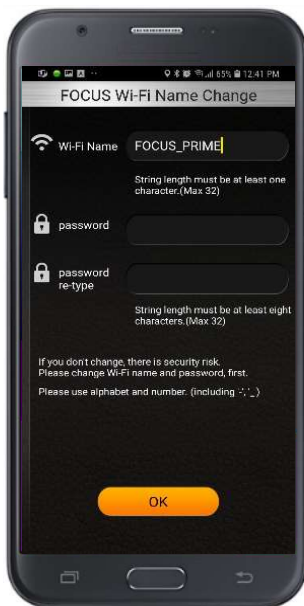 65% 12:41 PM
FOCUS Wi-Fi Name Change
Wi-Fi Name FOCUS_PRIME
String length must be at least one
character.(Max 32)
password
password
re-type
String length must be at least eight
characters.(Max 32)
If you don't change, there is security risk.
Please change Wi-Fi name and password, first.
Please use alphabet and number. (including '-', '_)
OK